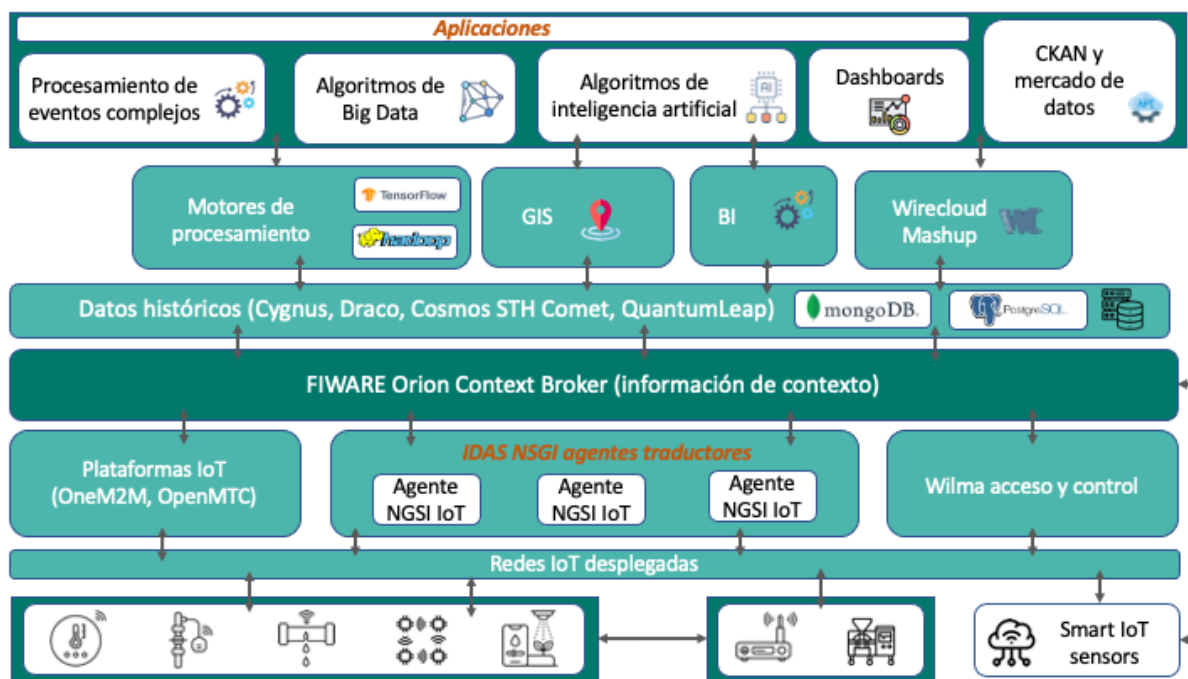 Aplicaciones
Procesamiento de
eventos complejos
Algoritmos de
Big Data
Algoritmos de
inteligencia artificial
AI
Dashboards
CKAN y
mercado de
datos
API
Motores de
procesamiento
TensorFlow
hadoop
GIS
BI
Wirecloud
Mashup
WC
Datos históricos (Cygnus, Draco, Cosmos STH Comet, QuantumLeap)
mongoDB.
PostgreSQL
FIWARE Orion Context Broker (información de contexto)
Plataformas IoT
(OneM2M, OpenMTC)
IDAS NSGI agentes traductores
Agente
NGSI IoT
Agente
NGSI IoT
Agente
NGSI IoT
Wilma acceso y control
Redes IoT desplegadas
Smart IoT
sensors